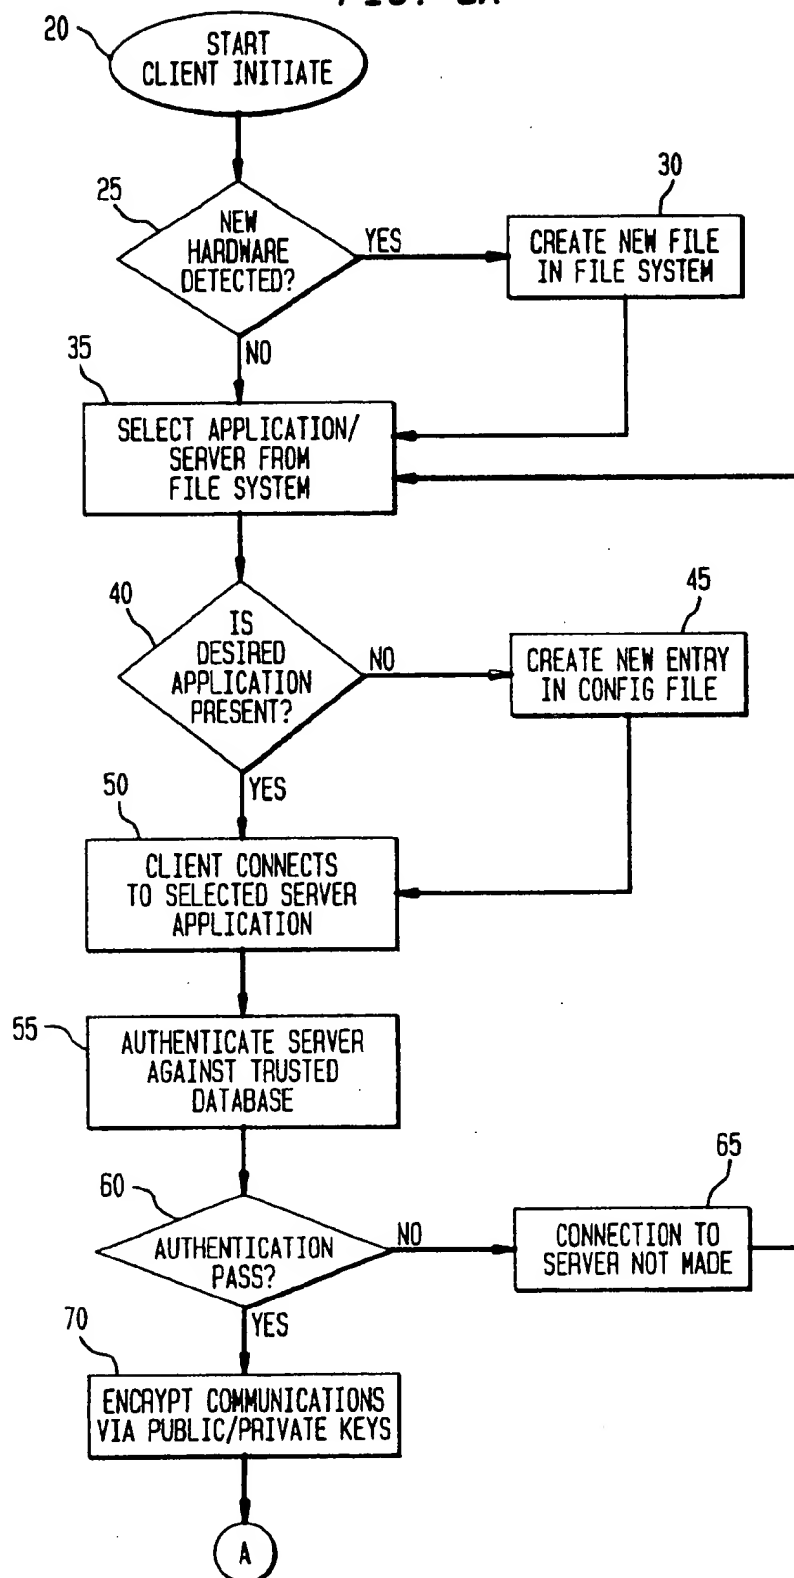 20
START
CLIENT INITIATE
25
NEW
HARDWARE
DETECTED?
YES
30
CREATE NEW FILE
IN FILE SYSTEM
NO
35
SELECT APPLICATION/
SERVER FROM
FILE SYSTEM
40
IS
DESIRED
APPLICATION
PRESENT?
NO
45
CREATE NEW ENTRY
IN CONFIG FILE
YES
50
CLIENT CONNECTS
TO SELECTED SERVER
APPLICATION
55
AUTHENTICATE SERVER
AGAINST TRUSTED
DATABASE
60
AUTHENTICATION
PASS?
NO
65
CONNECTION TO
SERVER NOT MADE
YES
70
ENCRYPT COMMUNICATIONS
VIA PUBLIC/PRIVATE KEYS
A